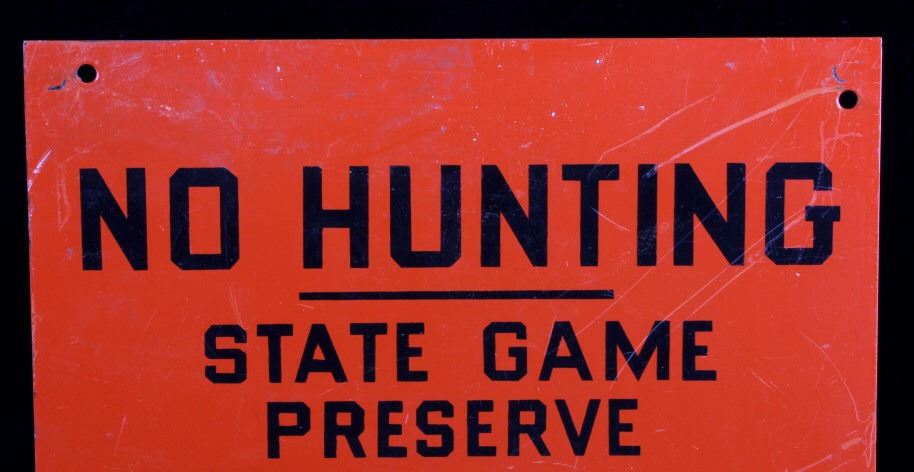 NO HUNTING
STATE GAME
PRESERVE